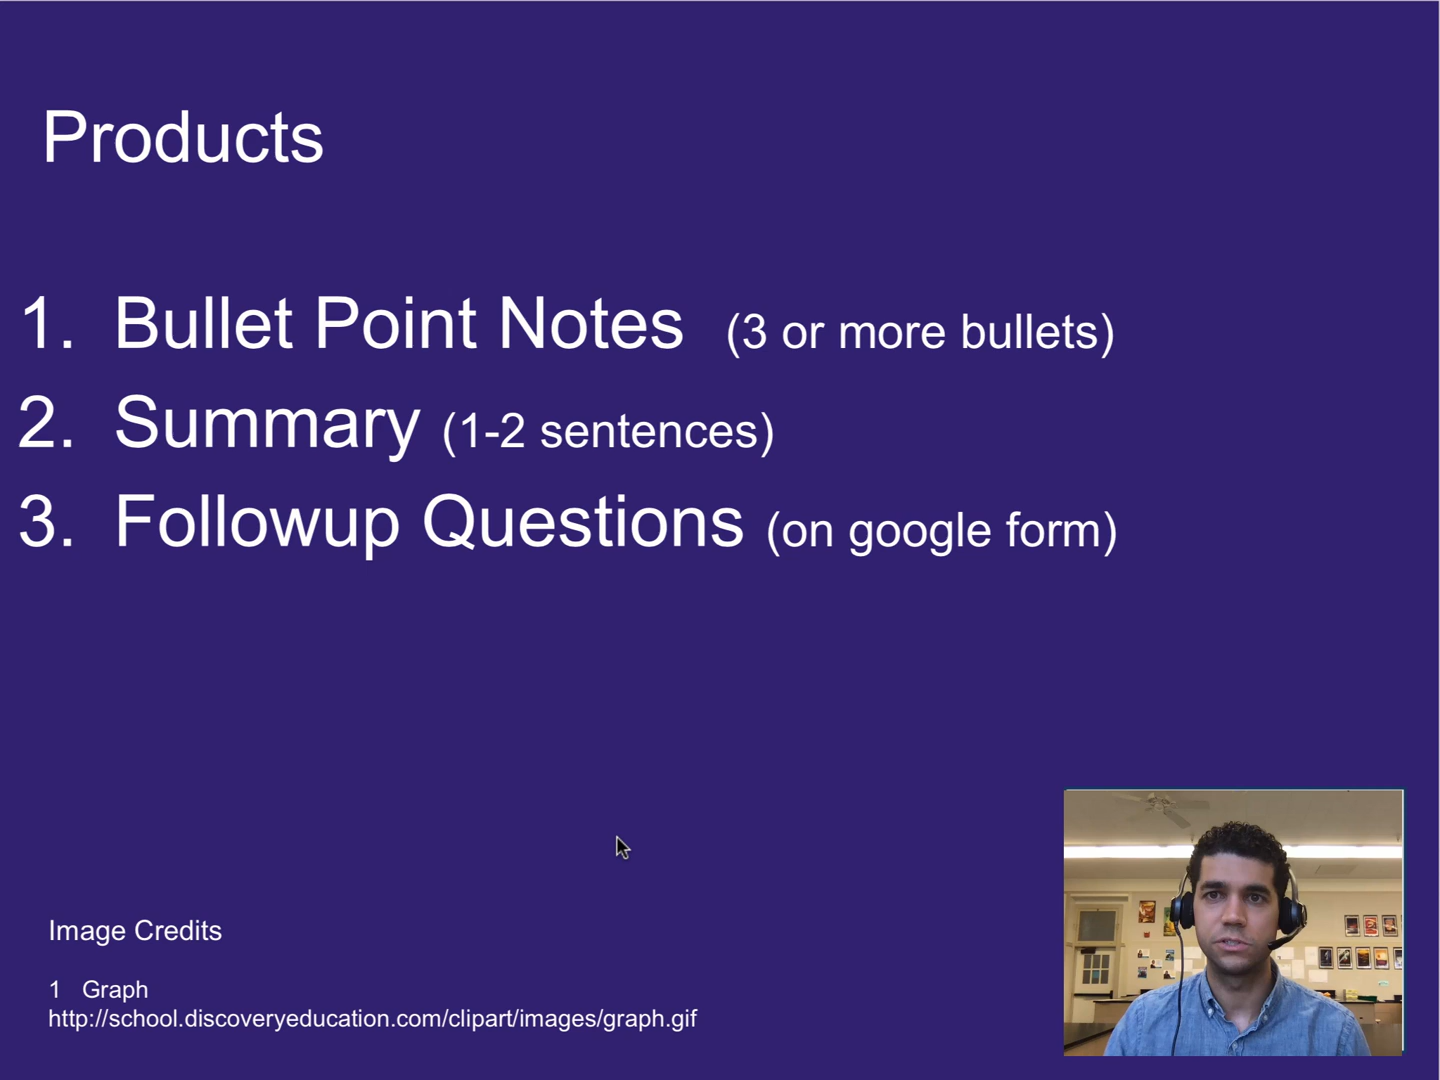 Products
1. Bullet Point Notes (3 or more bullets)
2. Summary (1-2 sentences)
3. Followup Questions (on google form)
Image Credits
1 Graph
http://school.discoveryeducation.com/clipart/images/graph.gif